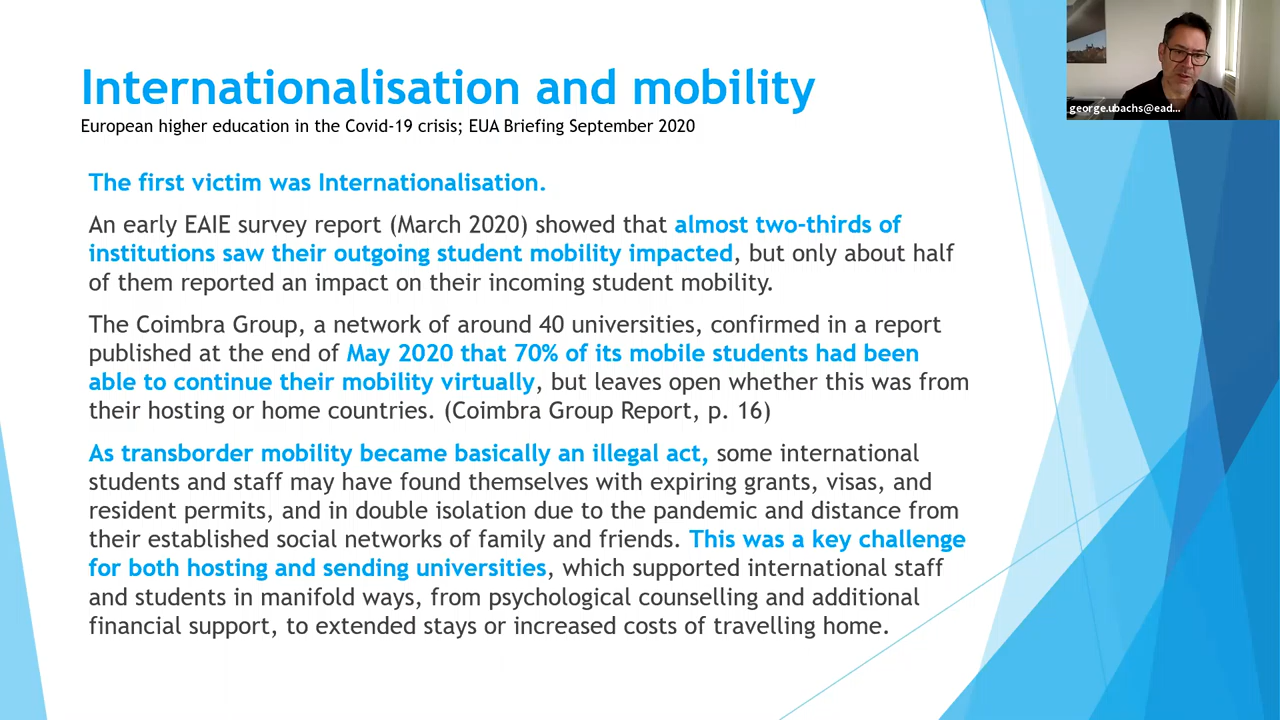 Internationalisation and mobility
European higher education in the Covid-19 crisis; EUA Briefing September 2020
george.ubachs@ead...
The first victim was Internationalisation.
An early EAIE survey report (March 2020) showed that almost two-thirds of
institutions saw their outgoing student mobility impacted, but only about half
of them reported an impact on their incoming student mobility.
The Coimbra Group, a network of around 40 universities, confirmed in a report
published at the end of May 2020 that 70% of its mobile students had been
able to continue their mobility virtually, but leaves open whether this was from
their hosting or home countries. (Coimbra Group Report, p. 16)
As transborder mobility became basically an illegal act, some international
students and staff may have found themselves with expiring grants, visas, and
resident permits, and in double isolation due to the pandemic and distance from
their established social networks of family and friends. This was a key challenge
for both hosting and sending universities, which supported international staff
and students in manifold ways, from psychological counselling and additional
financial support, to extended stays or increased costs of travelling home.